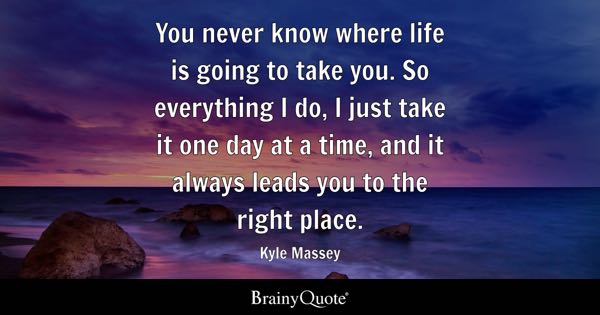 You never know where life
is going to take you. So
everything I do, I just take
it one day at a time, and it
always leads you to the
right place.
Kyle Massey
BrainyQuote®